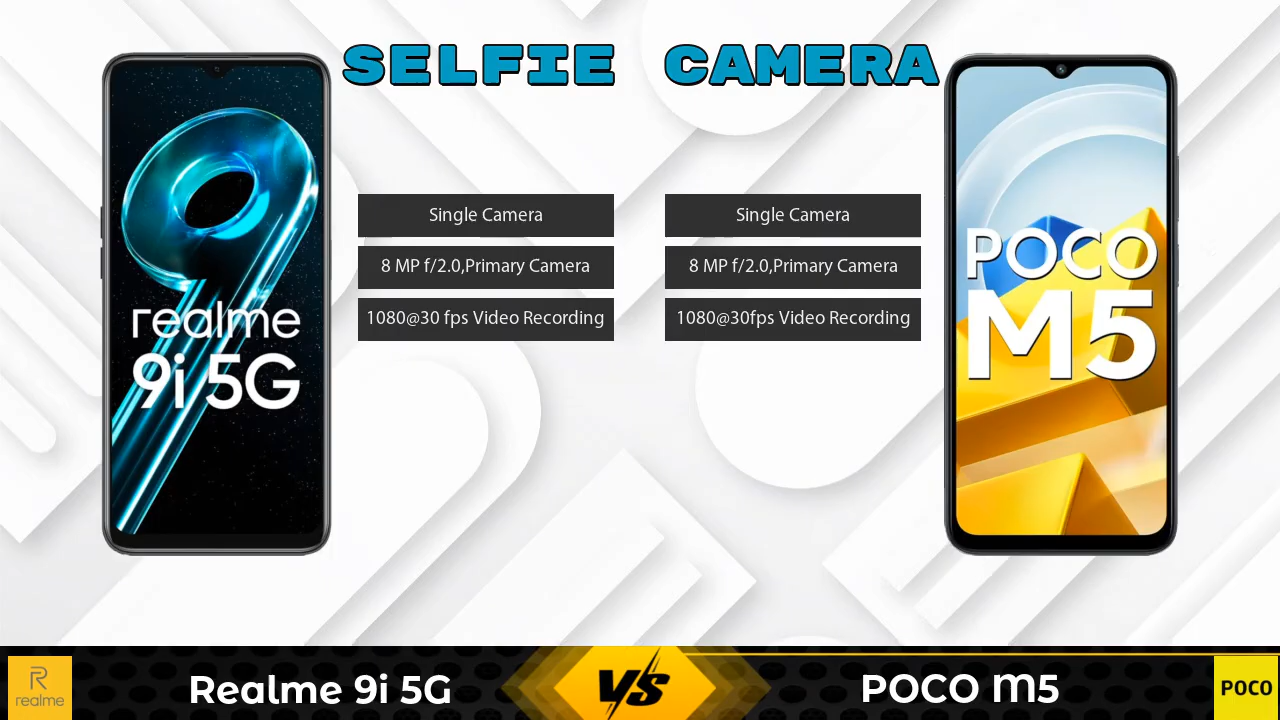 SELFIE CAMERA
realme
9i 5G
Single Camera
8 MP f/2.0,Primary Camera
1080@30 fps Video Recording
Single Camera
8 MP f/2.0,Primary Camera
1080@30fps Video Recording
POCO
M5
R
realme
Realme 9i 5G
VS
POCO M5
POCO